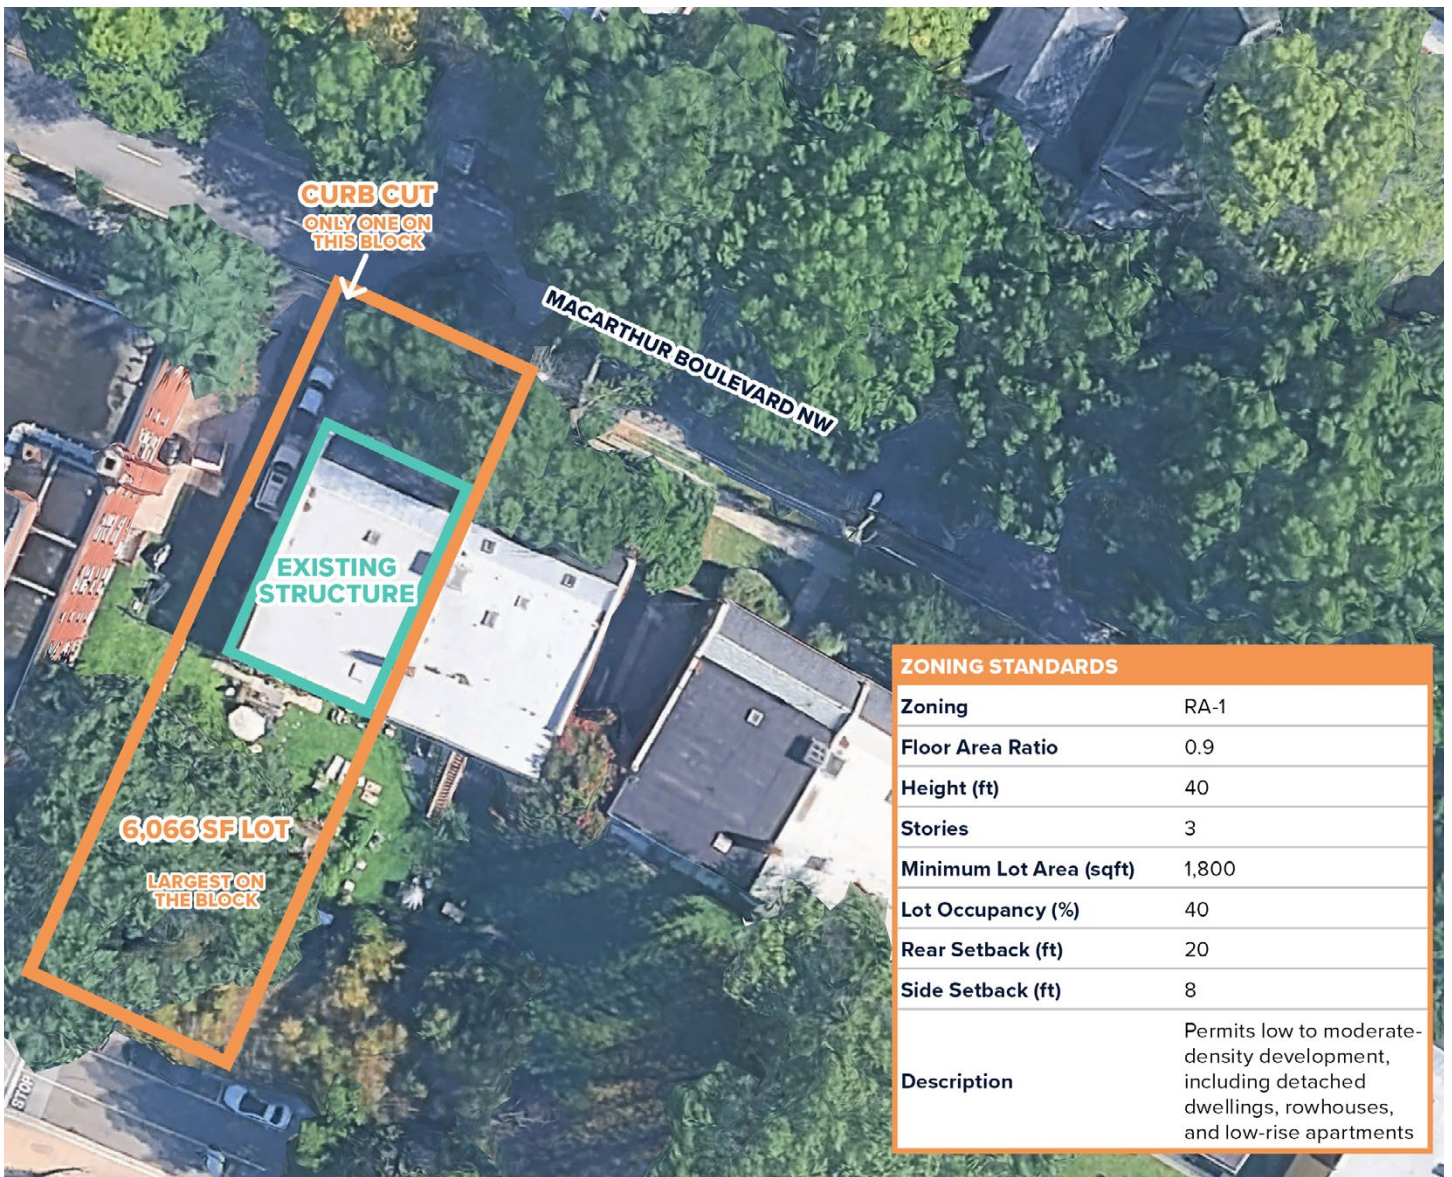 CURB CUT
ONLY ONE ON
THIS BLOCK
MACARTHUR BOULEVARD NW
EXISTING
STRUCTURE
6,066 SF LOT
LARGEST ON
THE BLOCK
STOP
ZONING STANDARDS
Zoning RA-1
Floor Area Ratio 0.9
Height (ft) 40
Stories 3
Minimum Lot Area (sqft) 1,800
Lot Occupancy (%) 40
Rear Setback (ft) 20
Side Setback (ft) 8
Description Permits low to moderate-
density development,
including detached
dwellings, rowhouses,
and low-rise apartments